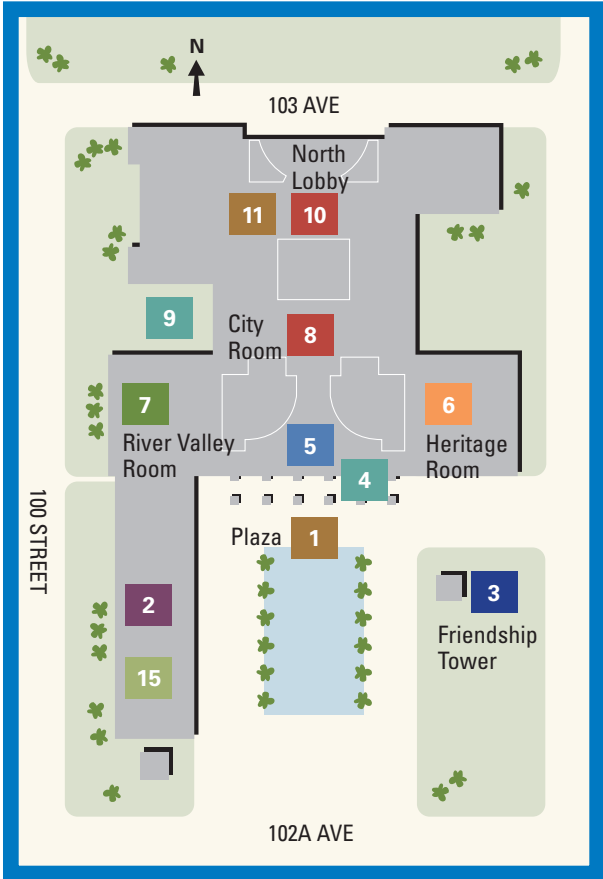 N
103 AVE
North
Lobby
11
10
9
City
Room
8
7
River Valley
Room
5
6
Heritage
Room
4
100 STREET
Plaza
1
2
3
Friendship
Tower
15
102A AVE